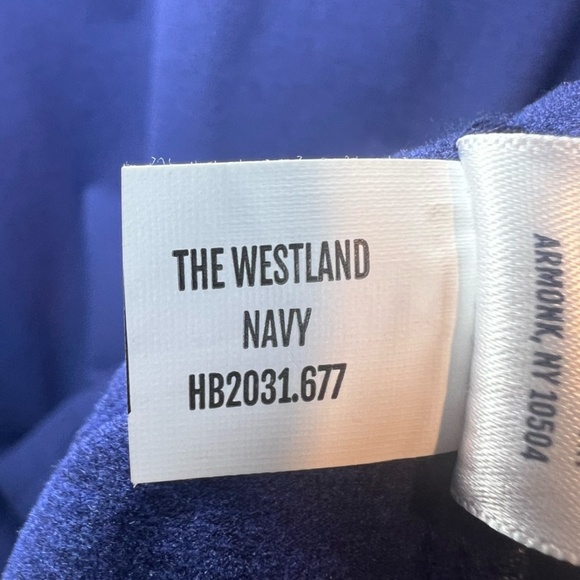 THE WESTLAND
NAVY
HB2031.677
ARMONK, NY 10504